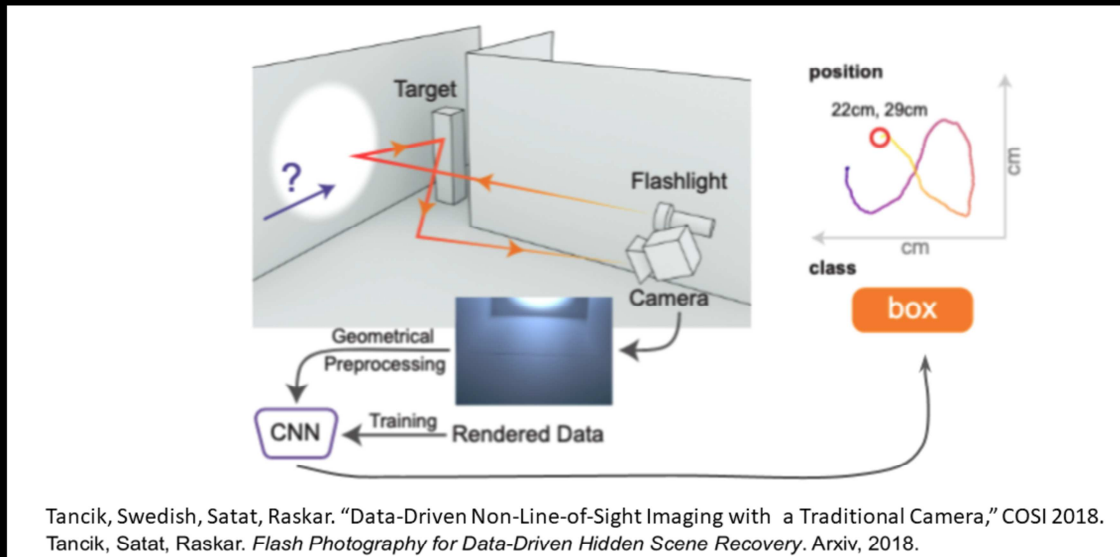 Target
?
Flashlight
Camera
position
22cm, 29cm
cm
cm
class
box
Geometrical
Preprocessing
CNN
Training
Rendered Data
Tancik, Swedish, Satat, Raskar. “Data-Driven Non-Line-of-Sight Imaging with a Traditional Camera,” COSI 2018.
Tancik, Satat, Raskar. Flash Photography for Data-Driven Hidden Scene Recovery. Arxiv, 2018.